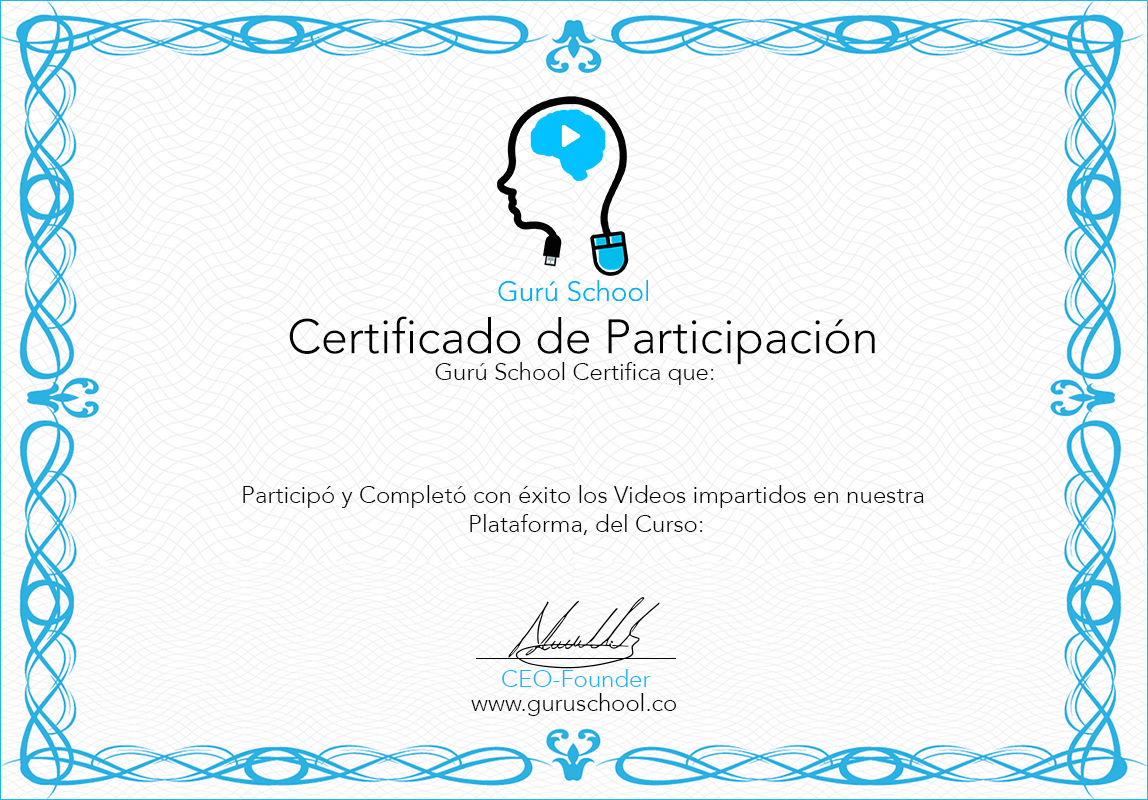 Gurú School
Certificado de Participación
Gurú School Certifica que:
Participó y Completó con éxito los Videos impartidos en nuestra
Plataforma, del Curso:
CEO-Founder
www.guruschool.co